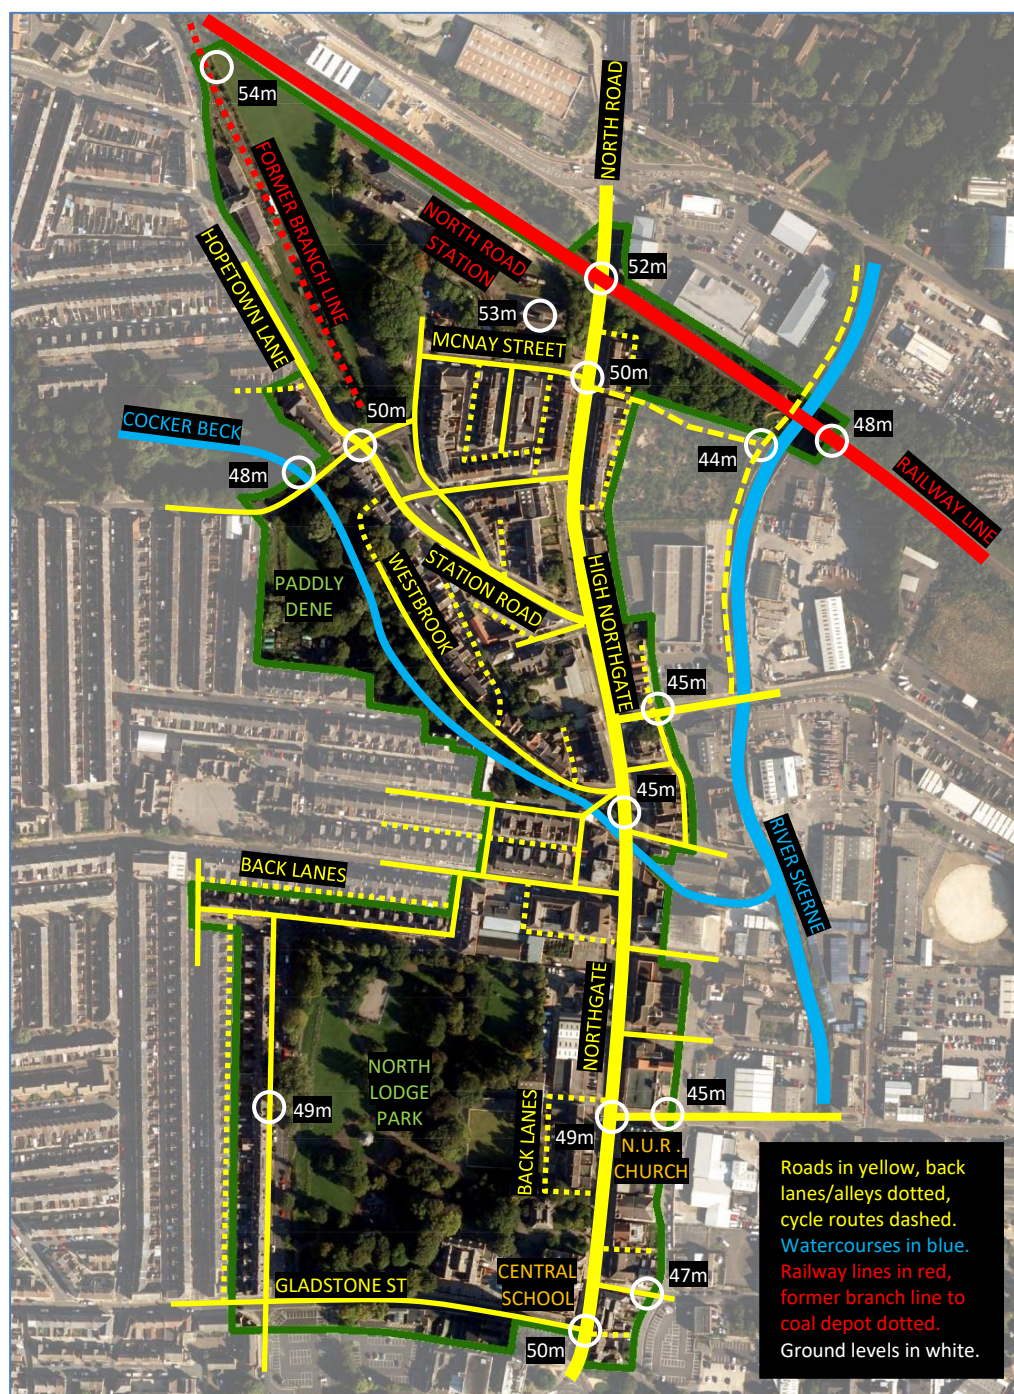 NORTH ROAD
54m
FORMER BRANCH LINE
NORTH ROAD
STATION
52m
HOPETOWN LANE
53m
MCNAY STREET
50m
50m
COCKER BECK
48m
44m
48m
RAILWAY LINE
PADDLY
DENE
WESTBROOK
STATION ROAD
HIGH NORTHGATE
45m
45m
RIVER SKERNE
BACK LANES
NORTHGATE
NORTH
LODGE
PARK
49m
BACK LANES
49m
45m
N.U.R .
CHURCH
GLADSTONE ST
CENTRAL
SCHOOL
47m
50m
Roads in yellow, back
lanes/alleys dotted,
cycle routes dashed.
Watercourses in blue.
Railway lines in red,
former branch line to
coal depot dotted.
Ground levels in white.